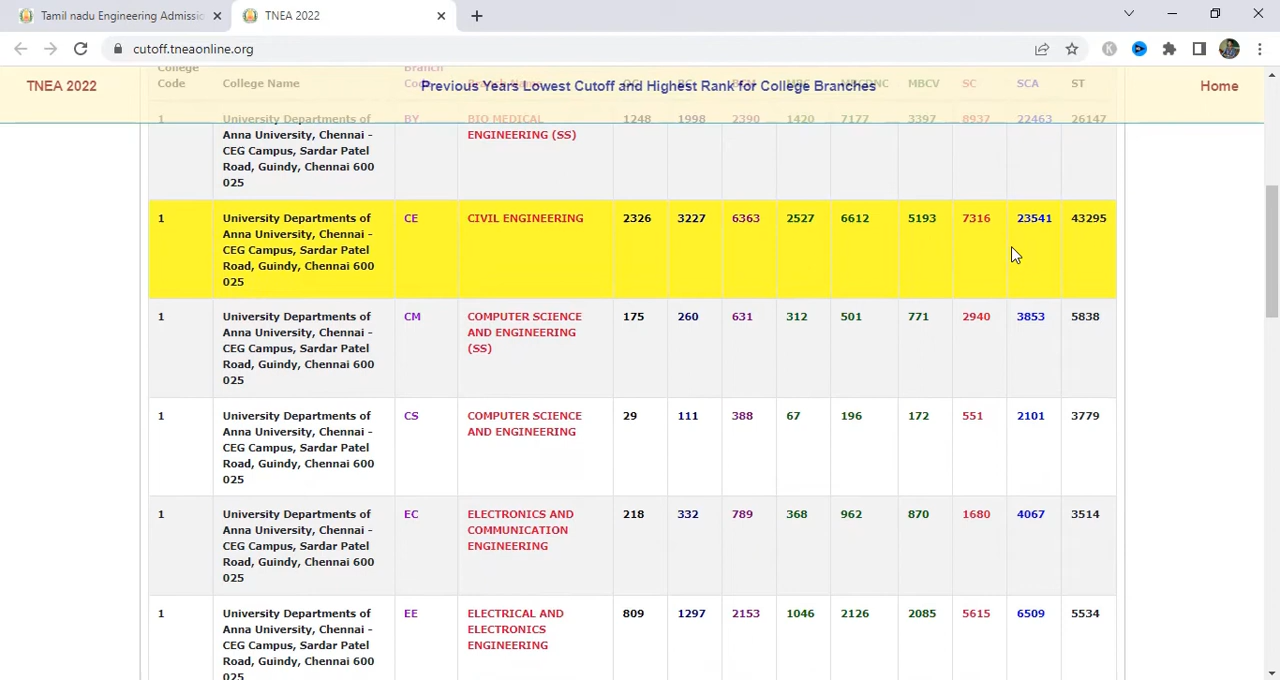 Tamil nadu Engineering Admissio
TNEA 2022
cutoff.tneaonline.org
K
TNEA 2022
Previous Years Lowest Cutoff and Highest Rank for College Branches
Home
College Code College Name Branch MBCDNC MBCV SC SCA ST
1 University Departments of Anna University, Chennai - CEG Campus, Sardar Patel Road, Guindy, Chennai 600 025 BY BIO MEDICAL ENGINEERING (SS) 1248 1998 2390 1420 7177 3397 8937 22463 26147
1 University Departments of Anna University, Chennai - CEG Campus, Sardar Patel Road, Guindy, Chennai 600 025 CE CIVIL ENGINEERING 2326 3227 6363 2527 6612 5193 7316 23541 43295
1 University Departments of Anna University, Chennai - CEG Campus, Sardar Patel Road, Guindy, Chennai 600 025 CM COMPUTER SCIENCE AND ENGINEERING (SS) 175 260 631 312 501 771 2940 3853 5838
1 University Departments of Anna University, Chennai - CEG Campus, Sardar Patel Road, Guindy, Chennai 600 025 CS COMPUTER SCIENCE AND ENGINEERING 29 111 388 67 196 172 551 2101 3779
1 University Departments of Anna University, Chennai - CEG Campus, Sardar Patel Road, Guindy, Chennai 600 025 EC ELECTRONICS AND COMMUNICATION ENGINEERING 218 332 789 368 962 870 1680 4067 3514
1 University Departments of Anna University, Chennai - CEG Campus, Sardar Patel Road, Guindy, Chennai 600 EE ELECTRICAL AND ELECTRONICS ENGINEERING 809 1297 2153 1046 2126 2085 5615 6509 5534
025